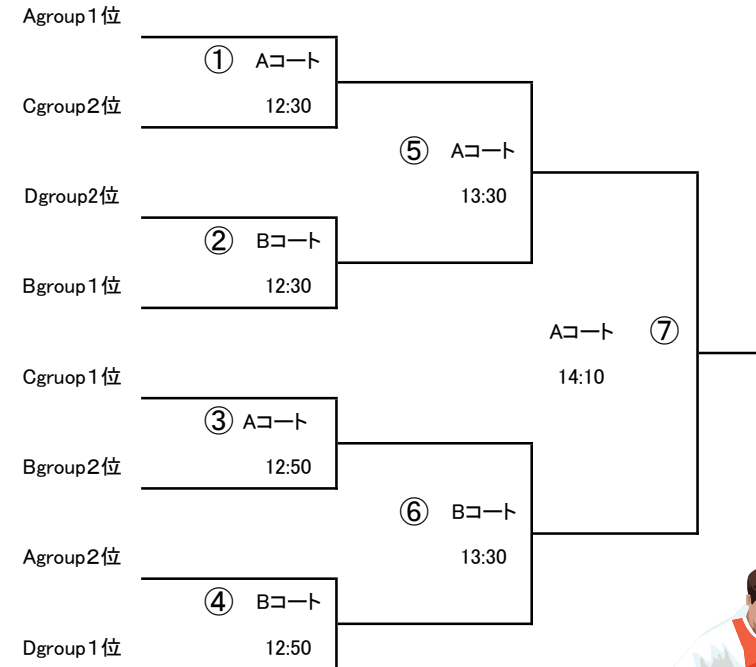 Agroup1位
① Aコート
Cgroup2位 12:30
⑤ Aコート
Dgroup2位 13:30
② Bコート
Bgroup1位 12:30
Aコート ⑦
Cgruop1位 14:10
③ Aコート
Bgroup2位 12:50
⑥ Bコート
Agroup2位 13:30
④ Bコート
Dgroup1位 12:50